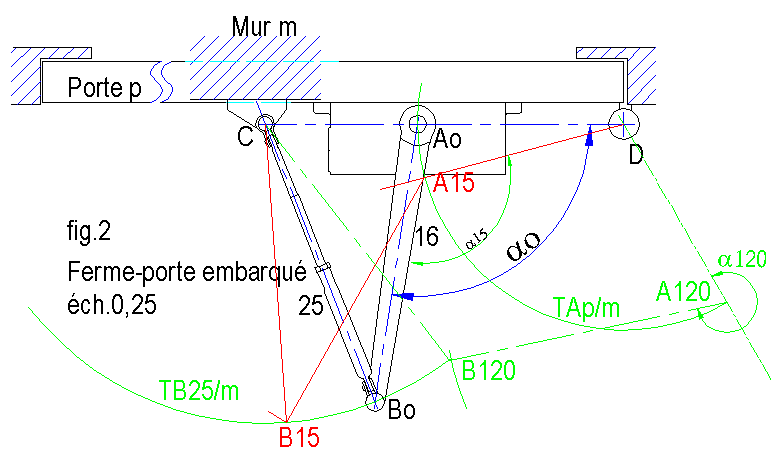 Mur m
Porte p
C
Ao
D
A15
fig.2
16
α15
αo
Ferme-porte embarqué
α120
éch.0,25
25
A120
TAp/m
B120
TB25/m
Bo
B15